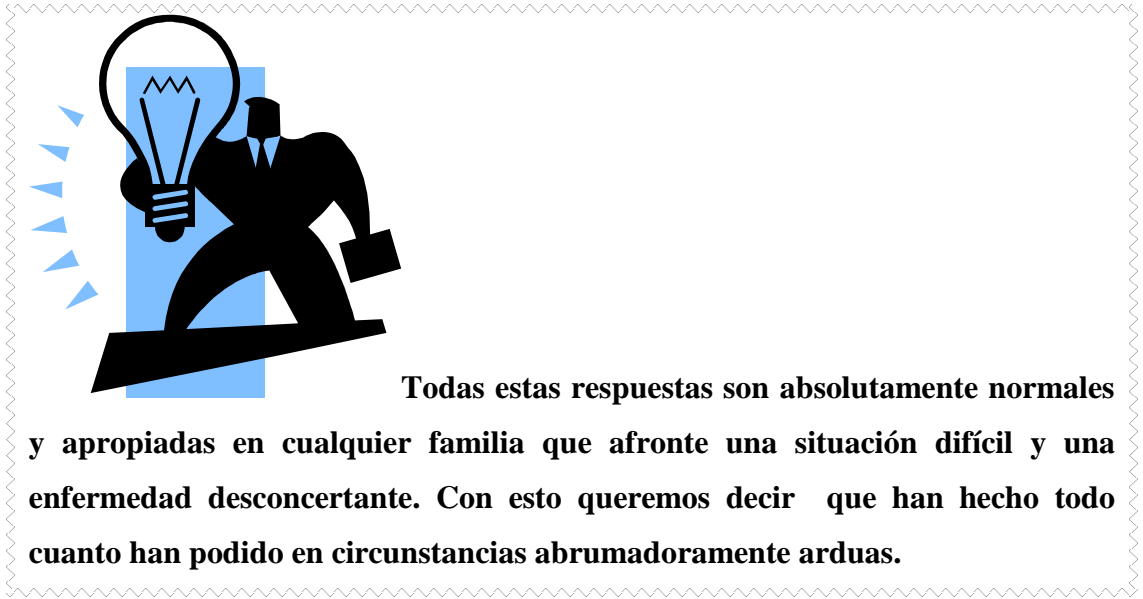 Todas estas respuestas son absolutamente normales
y apropiadas en cualquier familia que afronte una situación difícil y una
enfermedad desconcertante. Con esto queremos decir que han hecho todo
cuanto han podido en circunstancias abrumadoramente arduas.